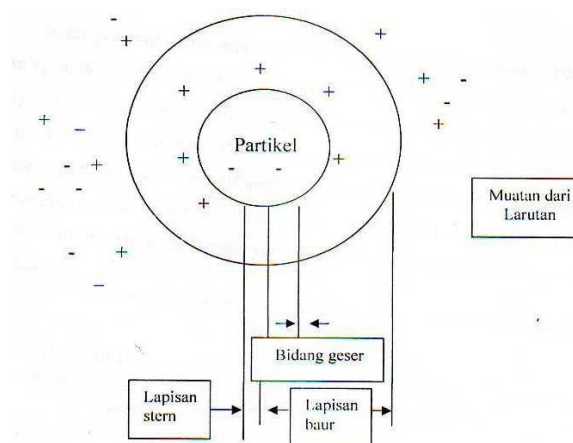 Partikel
Muatan dari
Larutan
Bidang geser
Lapisan
stern
Lapisan
baur